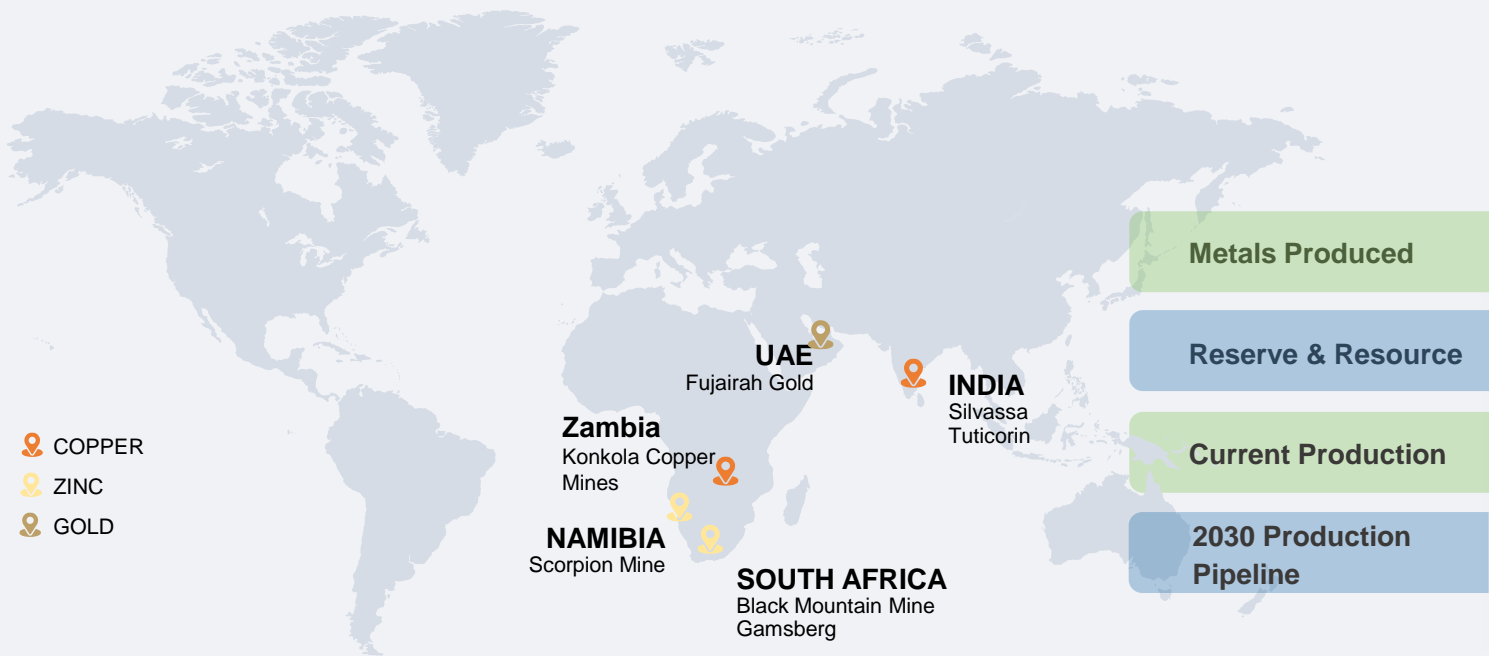 COPPER
ZINC
GOLD
UAE
Fujairah Gold
INDIA
Silvassa
Tuticorin
Zambia
Konkola Copper
Mines
NAMIBIA
Scorpion Mine
SOUTH AFRICA
Black Mountain Mine
Gamsberg
Metals Produced
Reserve & Resource
Current Production
2030 Production
Pipeline